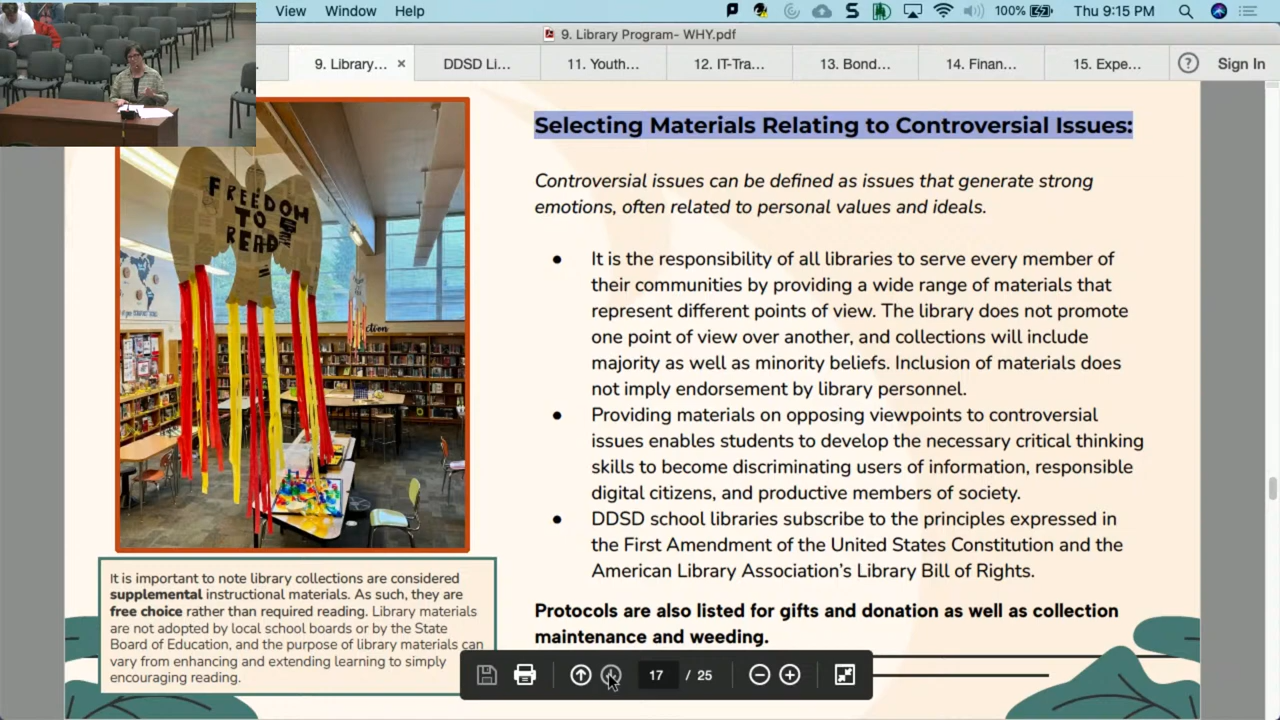 View Window Help
100%
Thu 9:15 PM
9. Library Program- WHY.pdf
9. Library...
DDSD Li...
11. Youth...
12. IT-Tra...
13. Bond...
14. Finan...
15. Expe...
Sign In
FREEDOM
TO
READ
Selecting Materials Relating to Controversial Issues:
Controversial issues can be defined as issues that generate strong
emotions, often related to personal values and ideals.
● It is the responsibility of all libraries to serve every member of
their communities by providing a wide range of materials that
represent different points of view. The library does not promote
one point of view over another, and collections will include
majority as well as minority beliefs. Inclusion of materials does
not imply endorsement by library personnel.
● Providing materials on opposing viewpoints to controversial
issues enables students to develop the necessary critical thinking
skills to become discriminating users of information, responsible
digital citizens, and productive members of society.
● DDSD school libraries subscribe to the principles expressed in
the First Amendment of the United States Constitution and the
American Library Association's Library Bill of Rights.
Protocols are also listed for gifts and donation as well as collection
maintenance and weeding.
It is important to note library collections are considered
supplemental instructional materials. As such, they are
free choice rather than required reading. Library materials
are not adopted by local school boards or by the State
Board of Education, and the purpose of library materials can
vary from enhancing and extending learning to simply
encouraging reading.
17 / 25